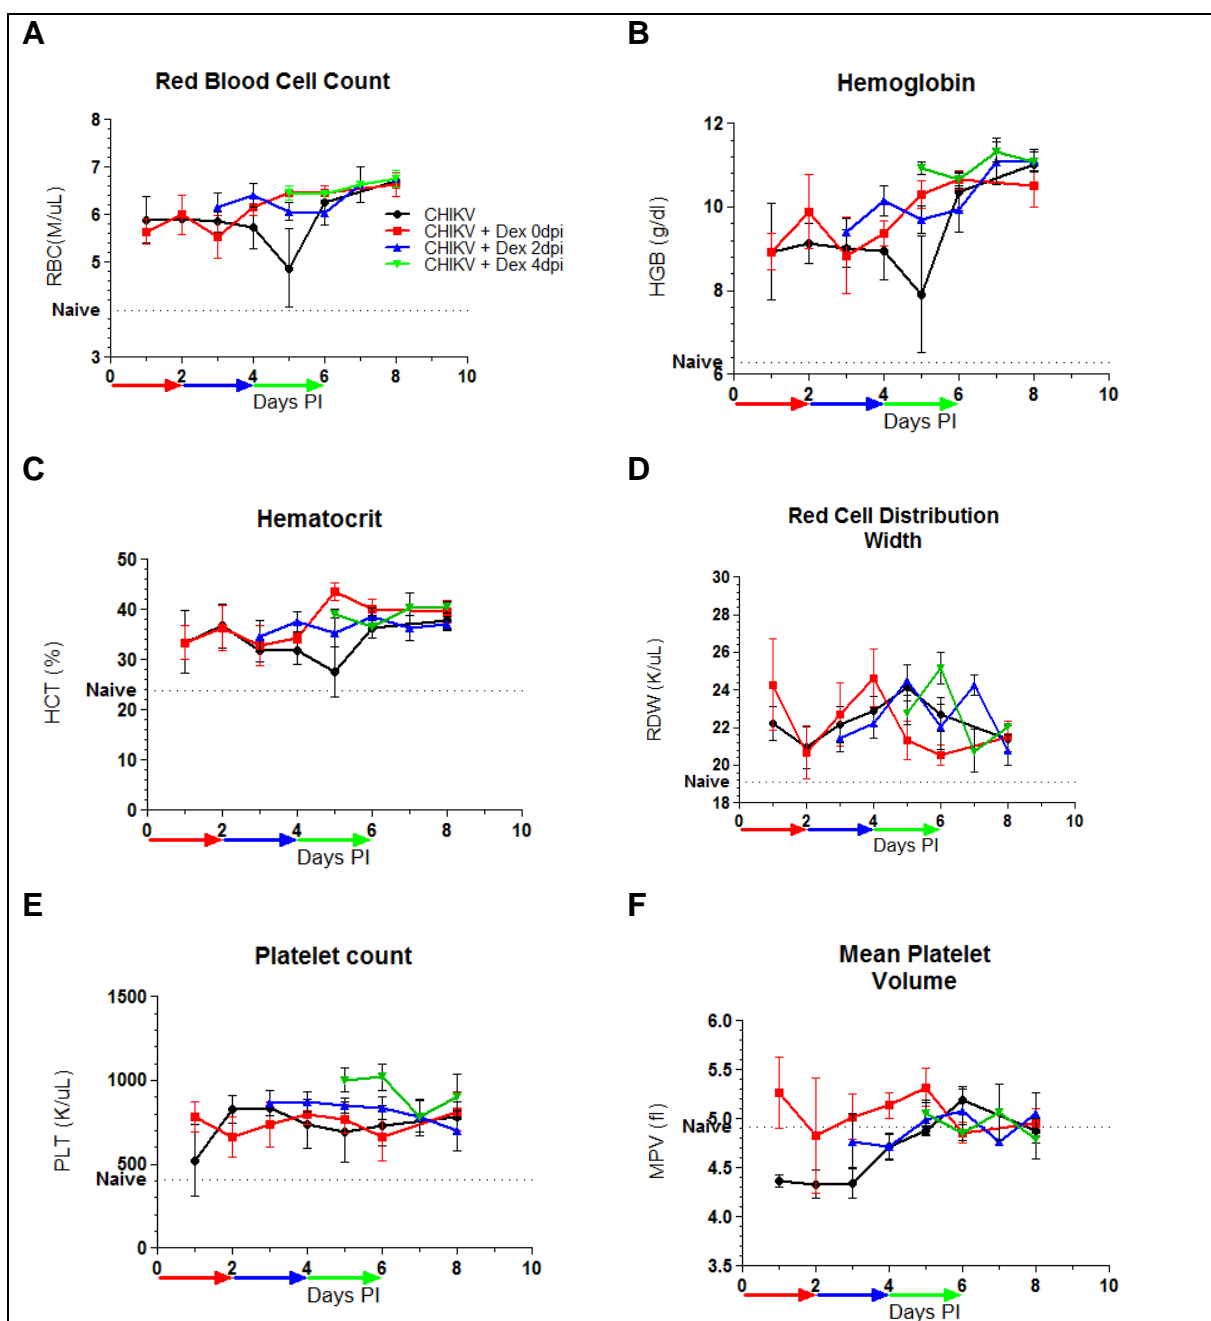 A
Red Blood Cell Count
8
7
6
5
Naive
3
RBC(M/uL)
CHIKV
CHIKV + Dex 0dpi
CHIKV + Dex 2dpi
CHIKV + Dex 4dpi
0 2 4 6 8 10
Days PI
B
Hemoglobin
12
10
8
Naive
6
HGB (g/dl)
0 2 4 6 8 10
Days PI
C
Hematocrit
50
40
30
Naive
20
10
0
HCT (%)
0 2 4 6 8 10
Days PI
D
Red Cell Distribution
Width
30
28
26
24
22
20
Naive
18
RDW (K/uL)
0 2 4 6 8 10
Days PI
E
Platelet count
1500
1000
500
Naive
0
PLT (K/uL)
0 2 4 6 8 10
Days PI
F
Mean Platelet
Volume
6.0
5.5
5.0
Naive
4.5
4.0
3.5
MPV (fl)
0 2 4 6 8 10
Days PI